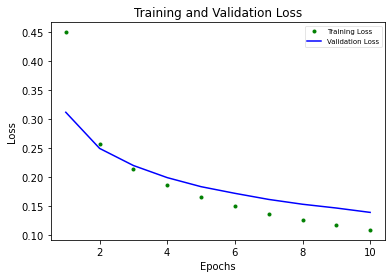 Training and Validation Loss
Training Loss
Validation Loss
0.45
0.40
0.35
0.30
0.25
0.20
0.15
0.10
Loss
2
4
6
8
10
Epochs